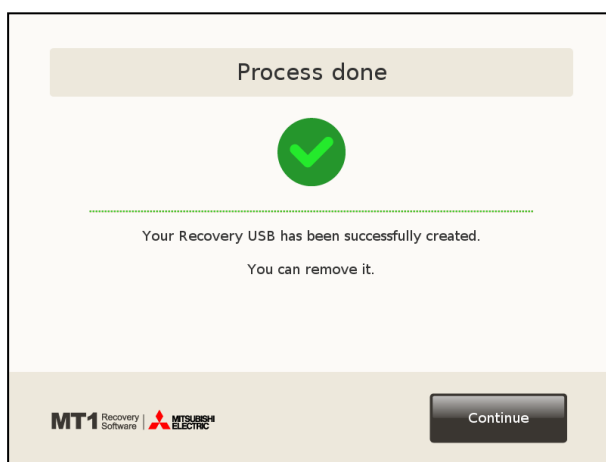 Process done
Your Recovery USB has been successfully created.
You can remove it.
MT1 Recovery Software | MITSUBISHI ELECTRIC
Continue